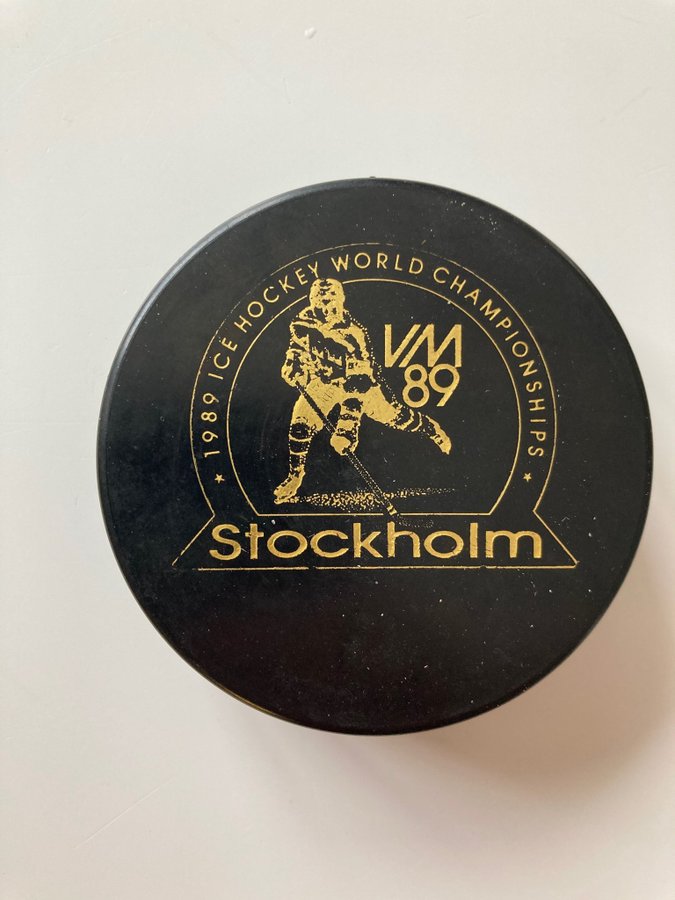 ★ 1989 ICE HOCKEY WORLD CHAMPIONSHIPS ★
VM
89
Stockholm